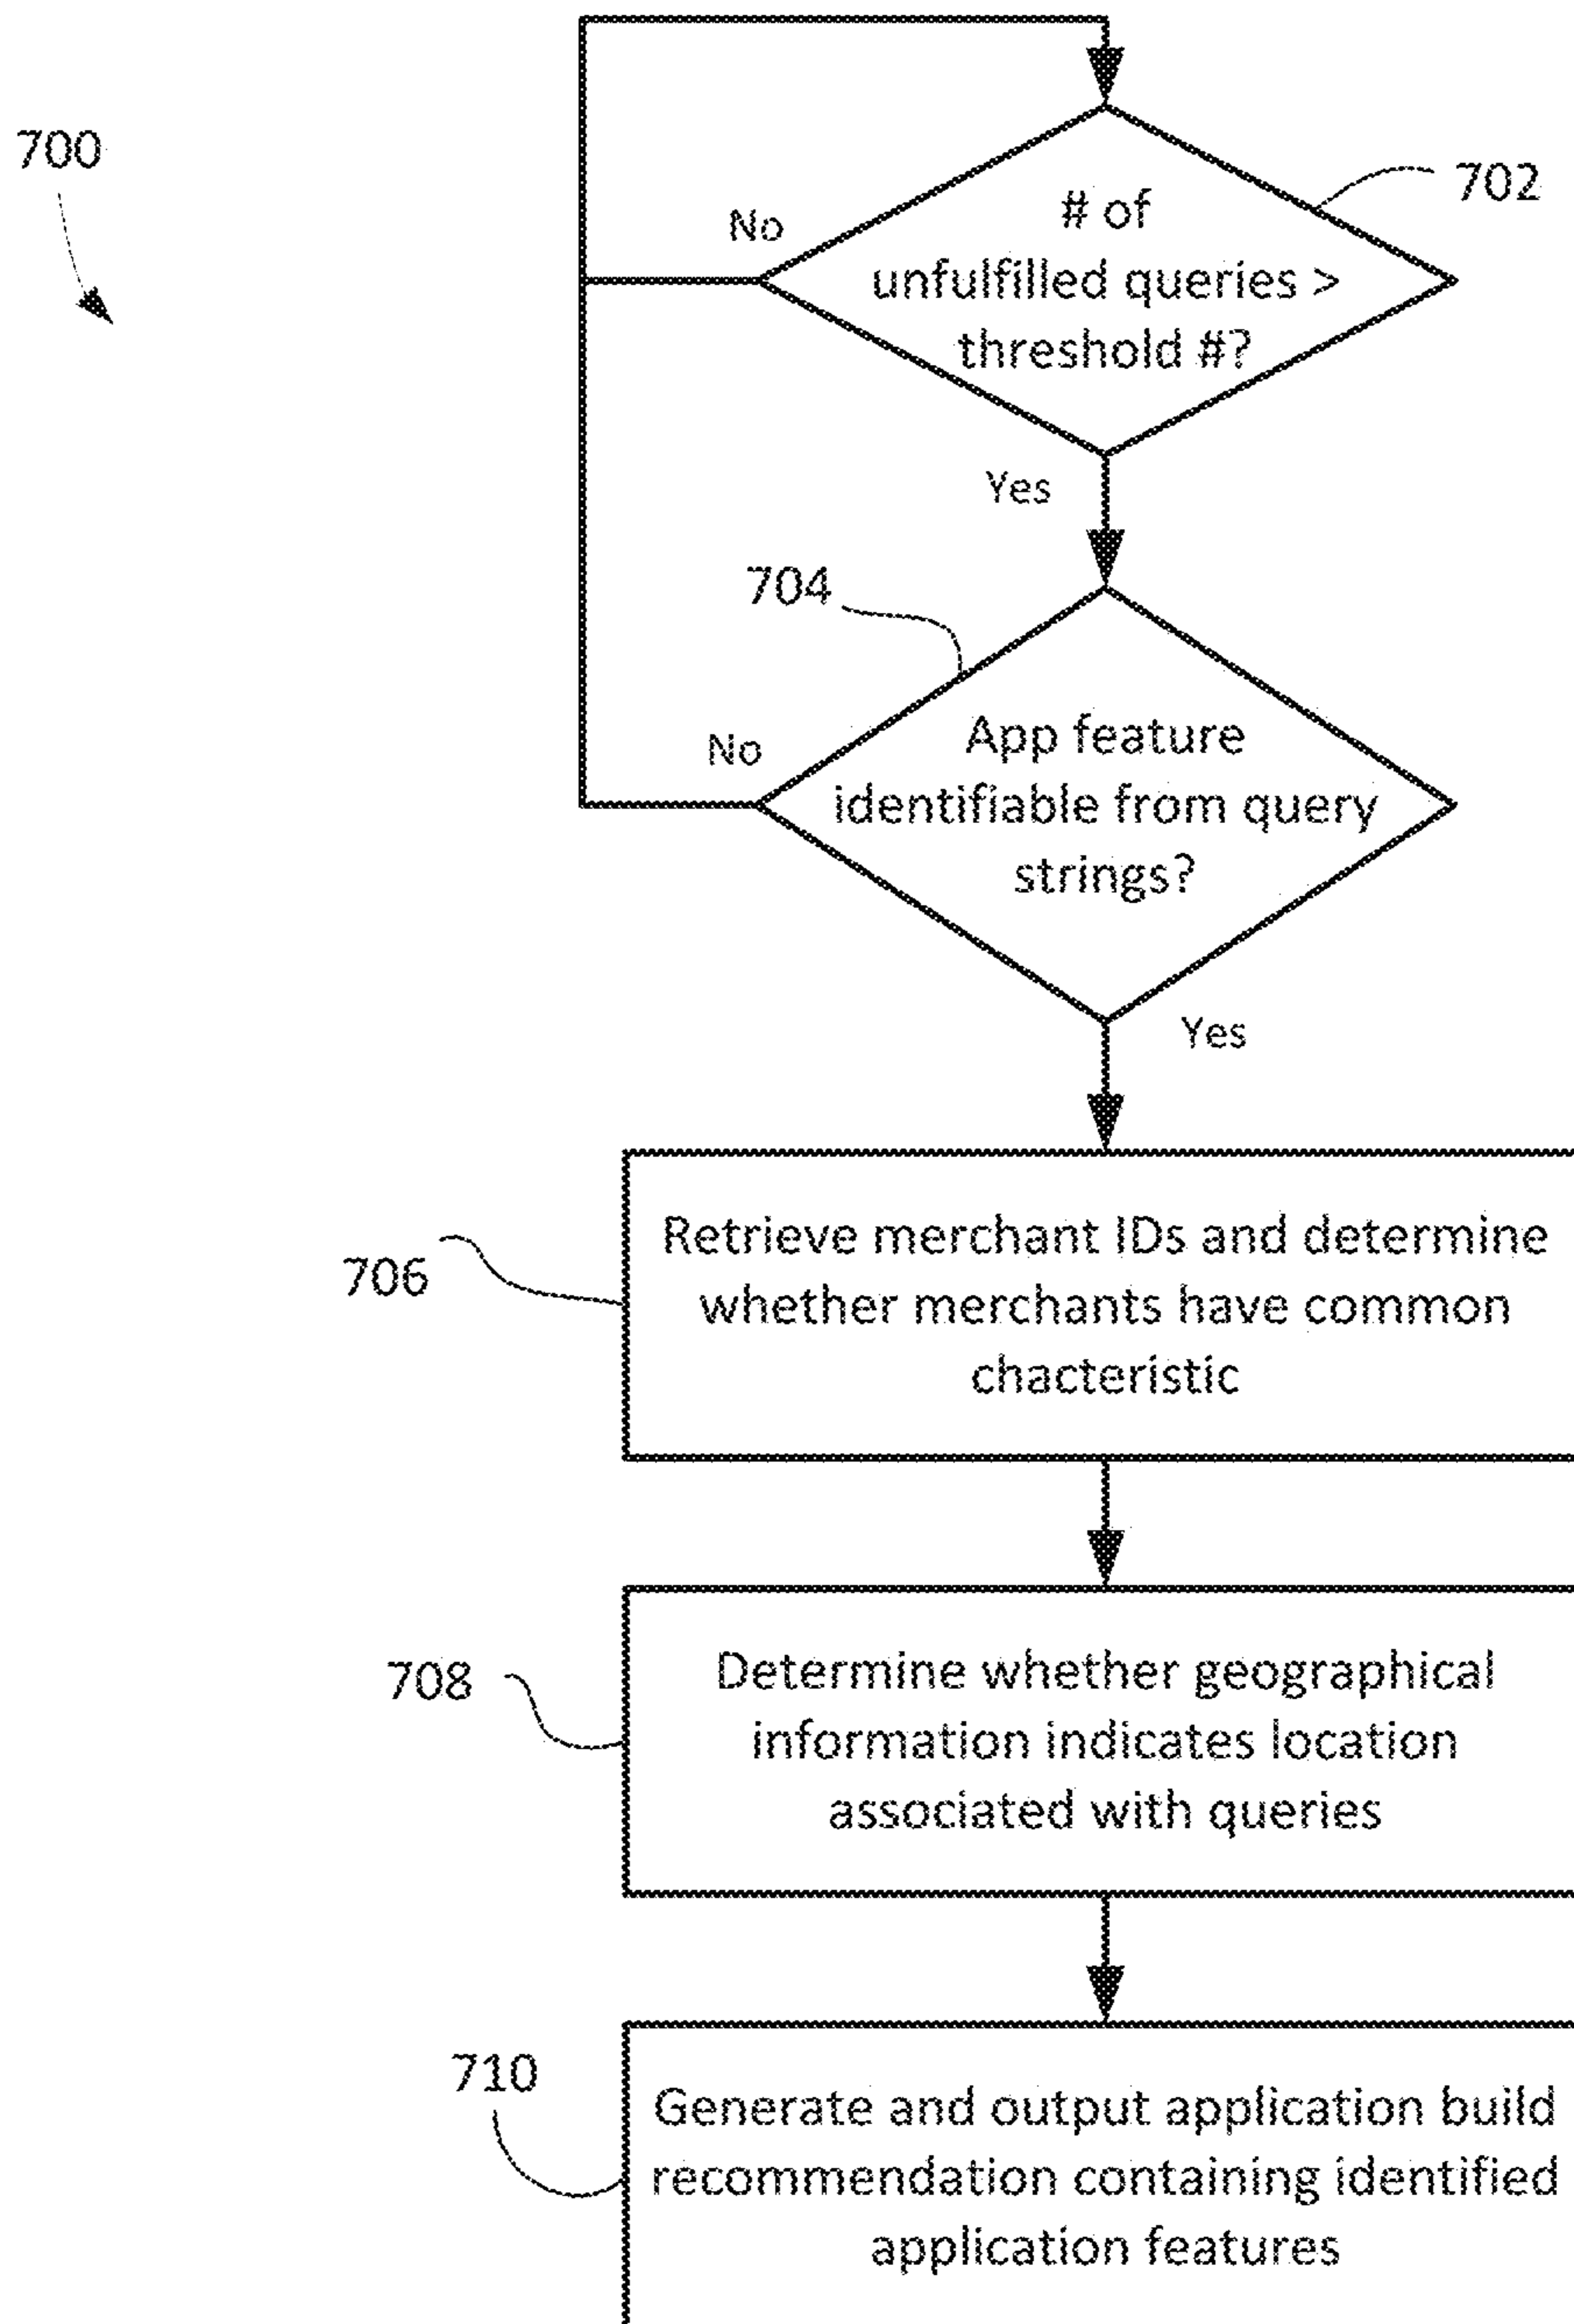 700
702
# of
unfulfilled queries >
threshold #?
No
Yes
704
App feature
identifiable from query
strings?
No
Yes
706
Retrieve merchant IDs and determine
whether merchants have common
chacteristic
708
Determine whether geographical
information indicates location
associated with queries
710
Generate and output application build
recommendation containing identified
application features